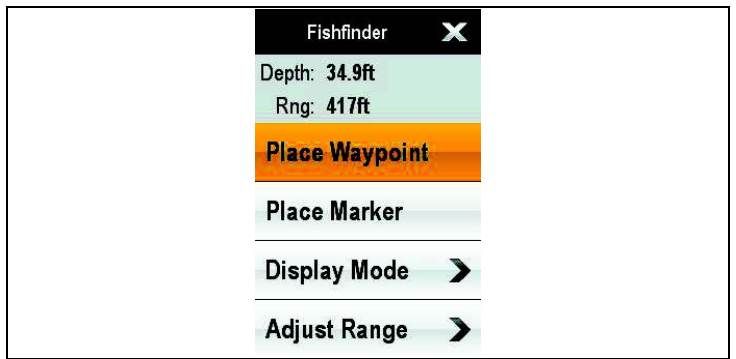 Fishfinder X
Depth: 34.9ft
Rng: 417ft
Place Waypoint
Place Marker
Display Mode
Adjust Range